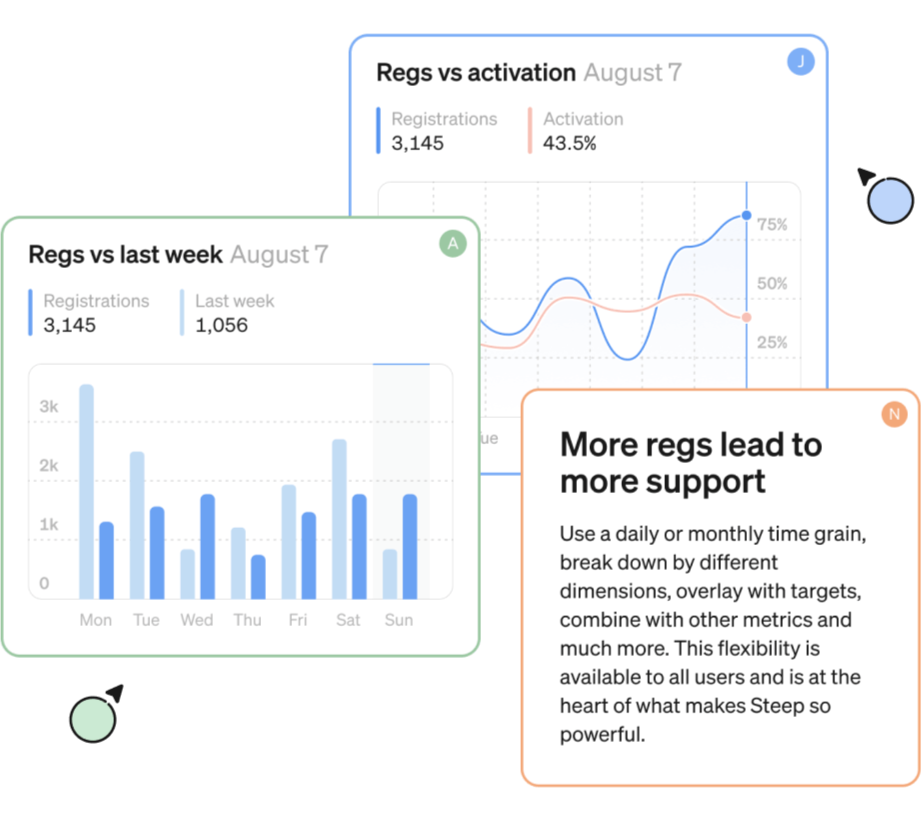 Regs vs activation August 7
J
Registrations
3,145
Activation
43.5%
75%
50%
25%
Regs vs last week August 7
A
Registrations
3,145
Last week
1,056
3k
2k
1k
0
Mon Tue Wed Thu Fri Sat Sun
N
More regs lead to
more support
Use a daily or monthly time grain,
break down by different
dimensions, overlay with targets,
combine with other metrics and
much more. This flexibility is
available to all users and is at the
heart of what makes Steep so
powerful.